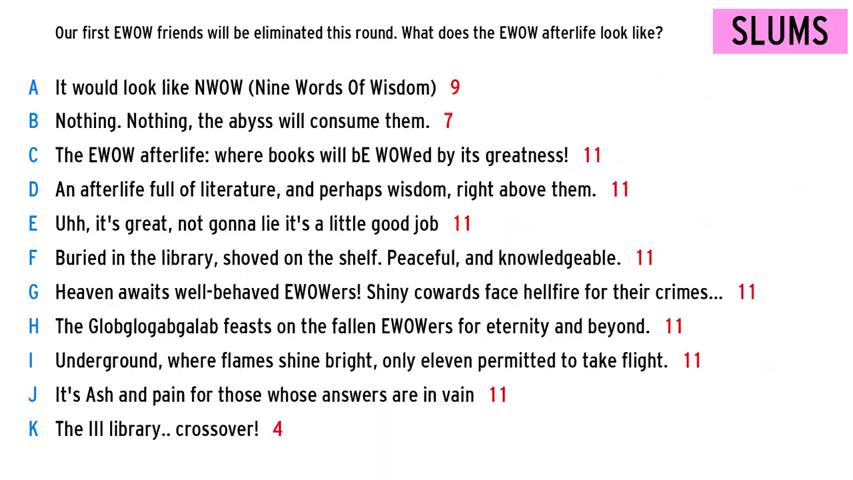 Our first EWOW friends will be eliminated this round. What does the EWOW afterlife look like?
SLUMS
A It would look like NWOW (Nine Words Of Wisdom) 9
B Nothing. Nothing, the abyss will consume them. 7
C The EWOW afterlife: where books will bE WOWed by its greatness! 11
D An afterlife full of literature, and perhaps wisdom, right above them. 11
E Uhh, it's great, not gonna lie it's a little good job 11
F Buried in the library, shoved on the shelf. Peaceful, and knowledgeable. 11
G Heaven awaits well-behaved EWOWers! Shiny cowards face hellfire for their crimes... 11
H The Globglogabgalab feasts on the fallen EWOWers for eternity and beyond. 11
I Underground, where flames shine bright, only eleven permitted to take flight. 11
J It's Ash and pain for those whose answers are in vain 11
K The III library.. crossover! 4